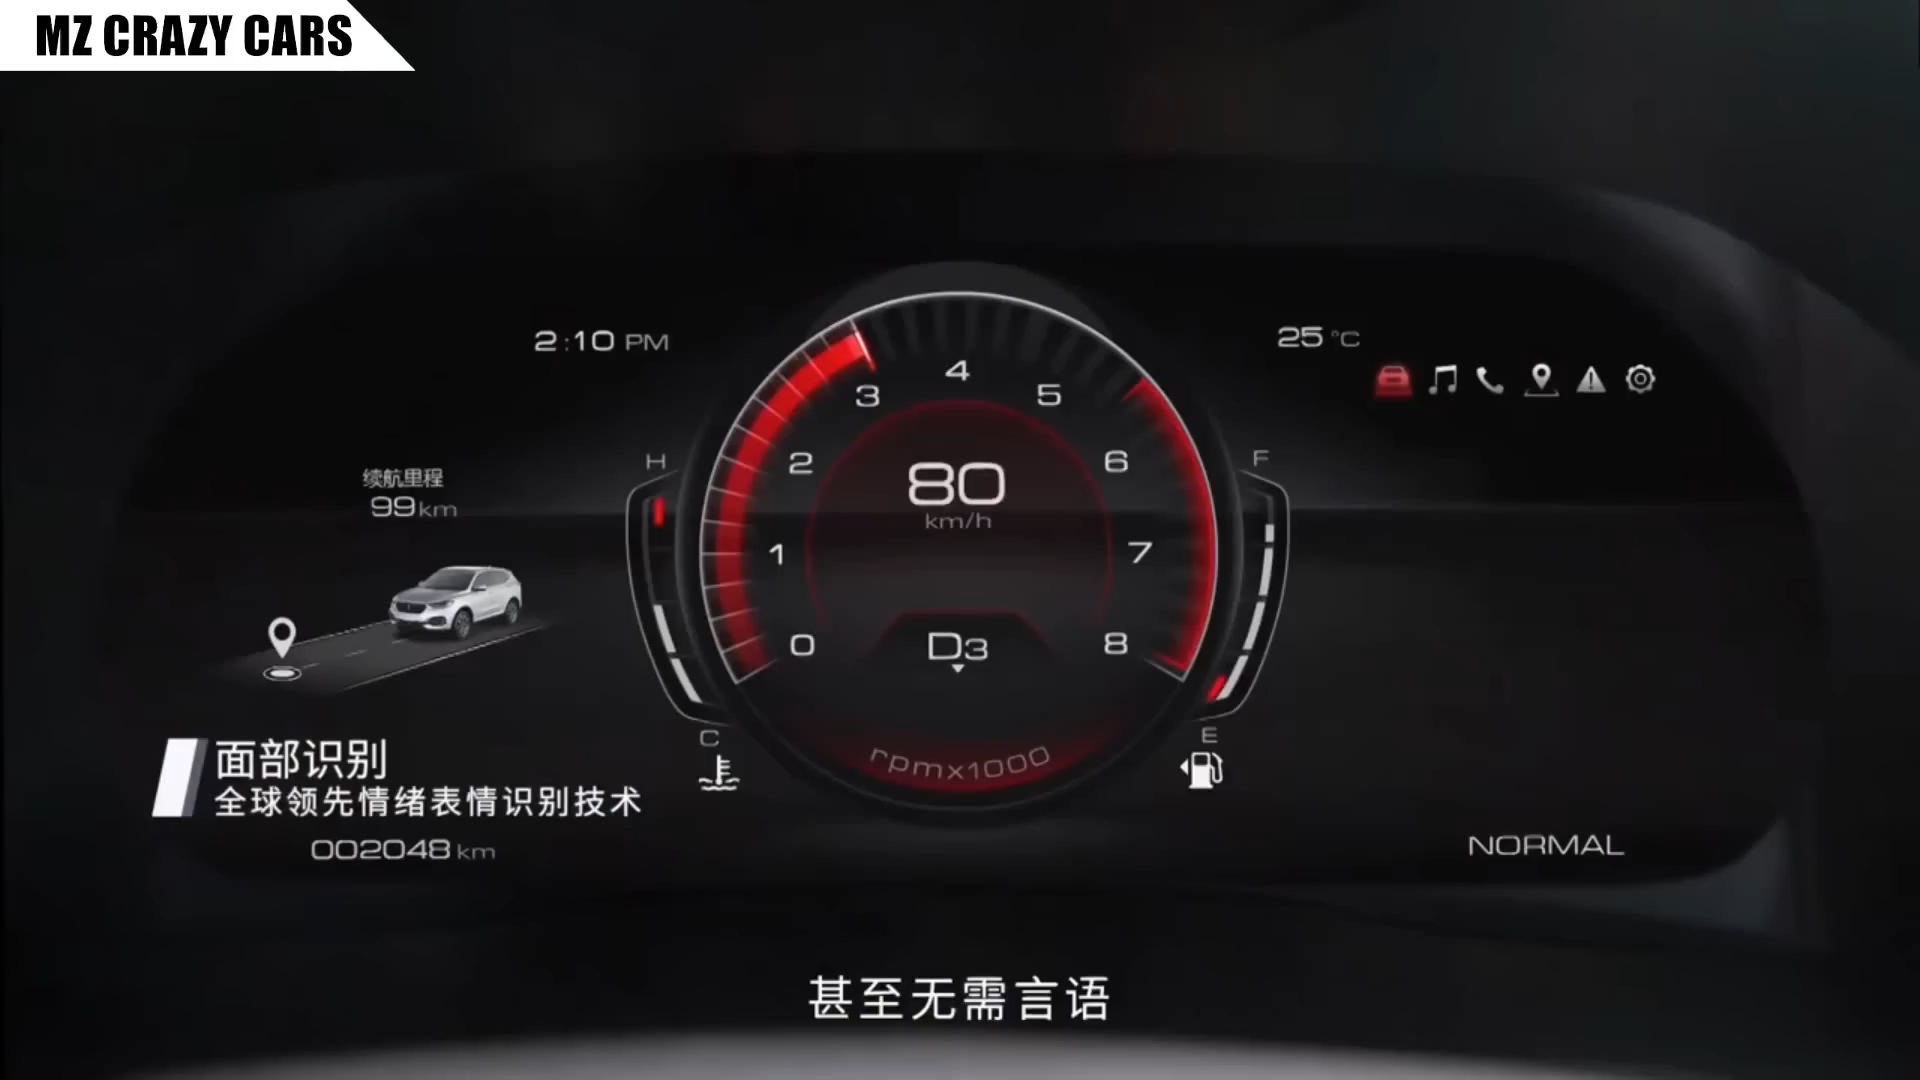 MZ CRAZY CARS
2:10 PM
25 °C
H
F
续航里程
99 km
0
1
2
3
4
5
6
7
8
80
km/h
D3
rpmx1000
C
E
面部识别
全球领先情绪表情识别技术
002048 km
NORMAL
甚至无需言语